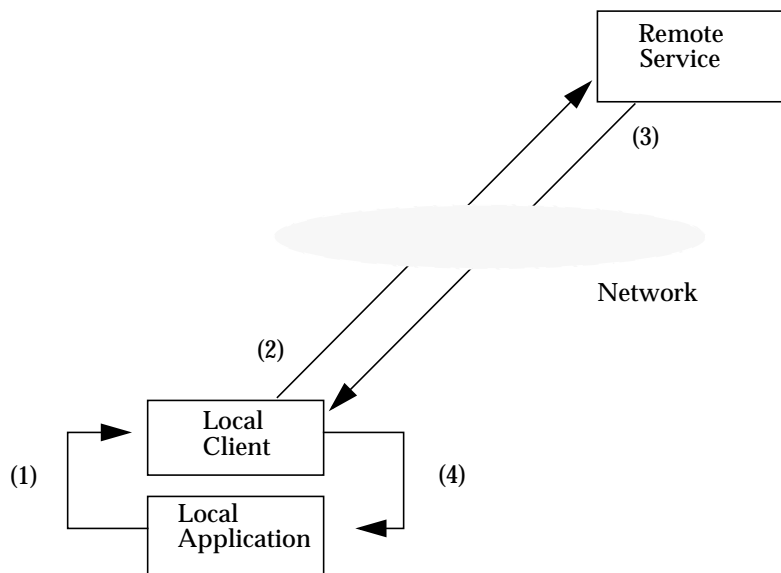 Remote
Service
(3)
Network
(2)
Local
Client
(1)
(4)
Local
Application